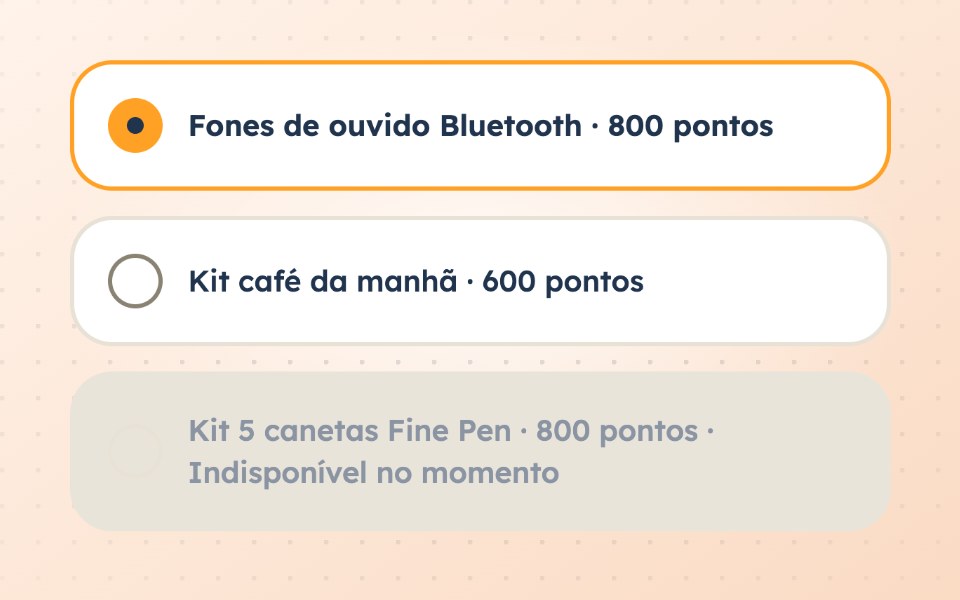 Fones de ouvido Bluetooth · 800 pontos
Kit café da manhã · 600 pontos
Kit 5 canetas Fine Pen · 800 pontos ·
Indisponível no momento